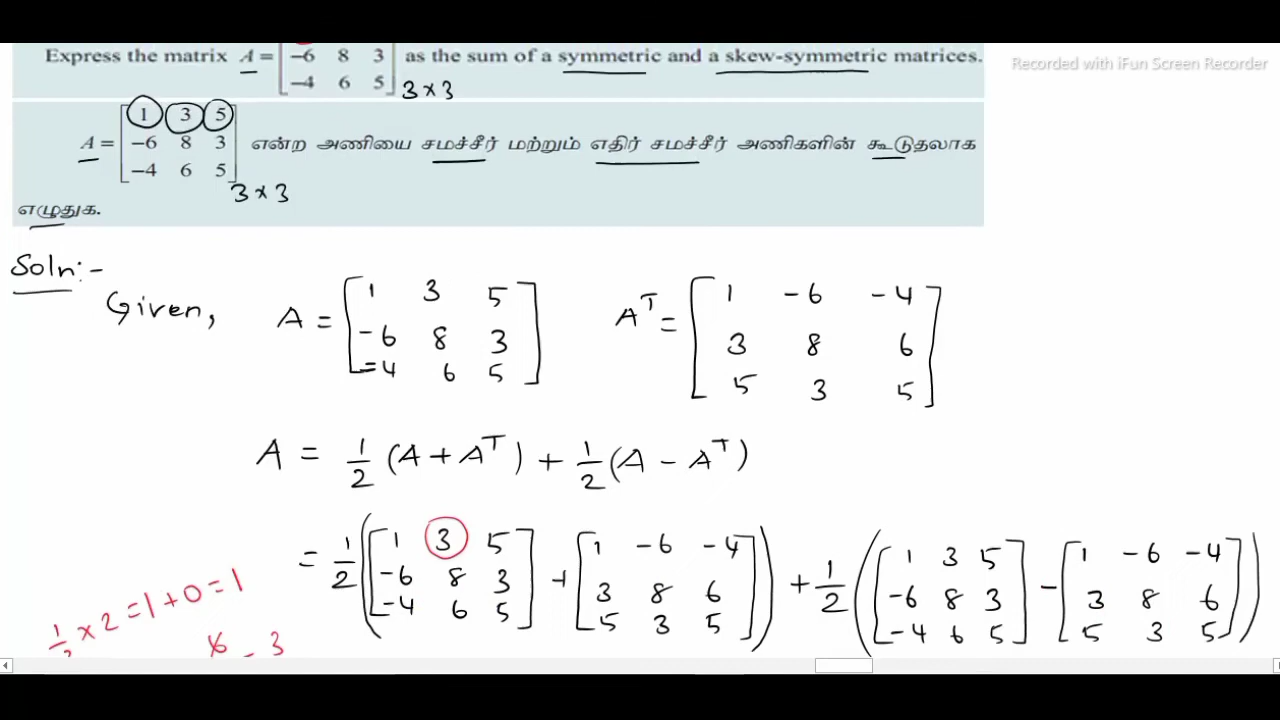 Express the matrix A = [ −6 8 3 ] as the sum of a symmetric and a skew-symmetric matrices.
−4 6 5 3 × 3
Recorded with iFun Screen Recorder
1 3 5
A = −6 8 3 என்ற அணியை சமச்சீர் மற்றும் எதிர் சமச்சீர் அணிகளின் கூடுதலாக
−4 6 5 3 × 3
எழுதுக.
Soln:-
Given, A = [ 1 3 5 A^T = [ 1 −6 −4
−6 8 3 3 8 6
−4 6 5 ] 5 3 5 ]
A = 1/2 (A + A^T) + 1/2 (A − A^T)
= 1/2 ( [ 1 3 5 + [ 1 −6 −4 ) + 1/2 ( [ 1 3 5 − [ 1 −6 −4 )
−6 8 3 3 8 6 −6 8 3 3 8 6
−4 6 5 ] 5 3 5 ] −4 6 5 ] 5 3 5 ]
1/2 × 2 = 1 + 0 = 1
6 − 3